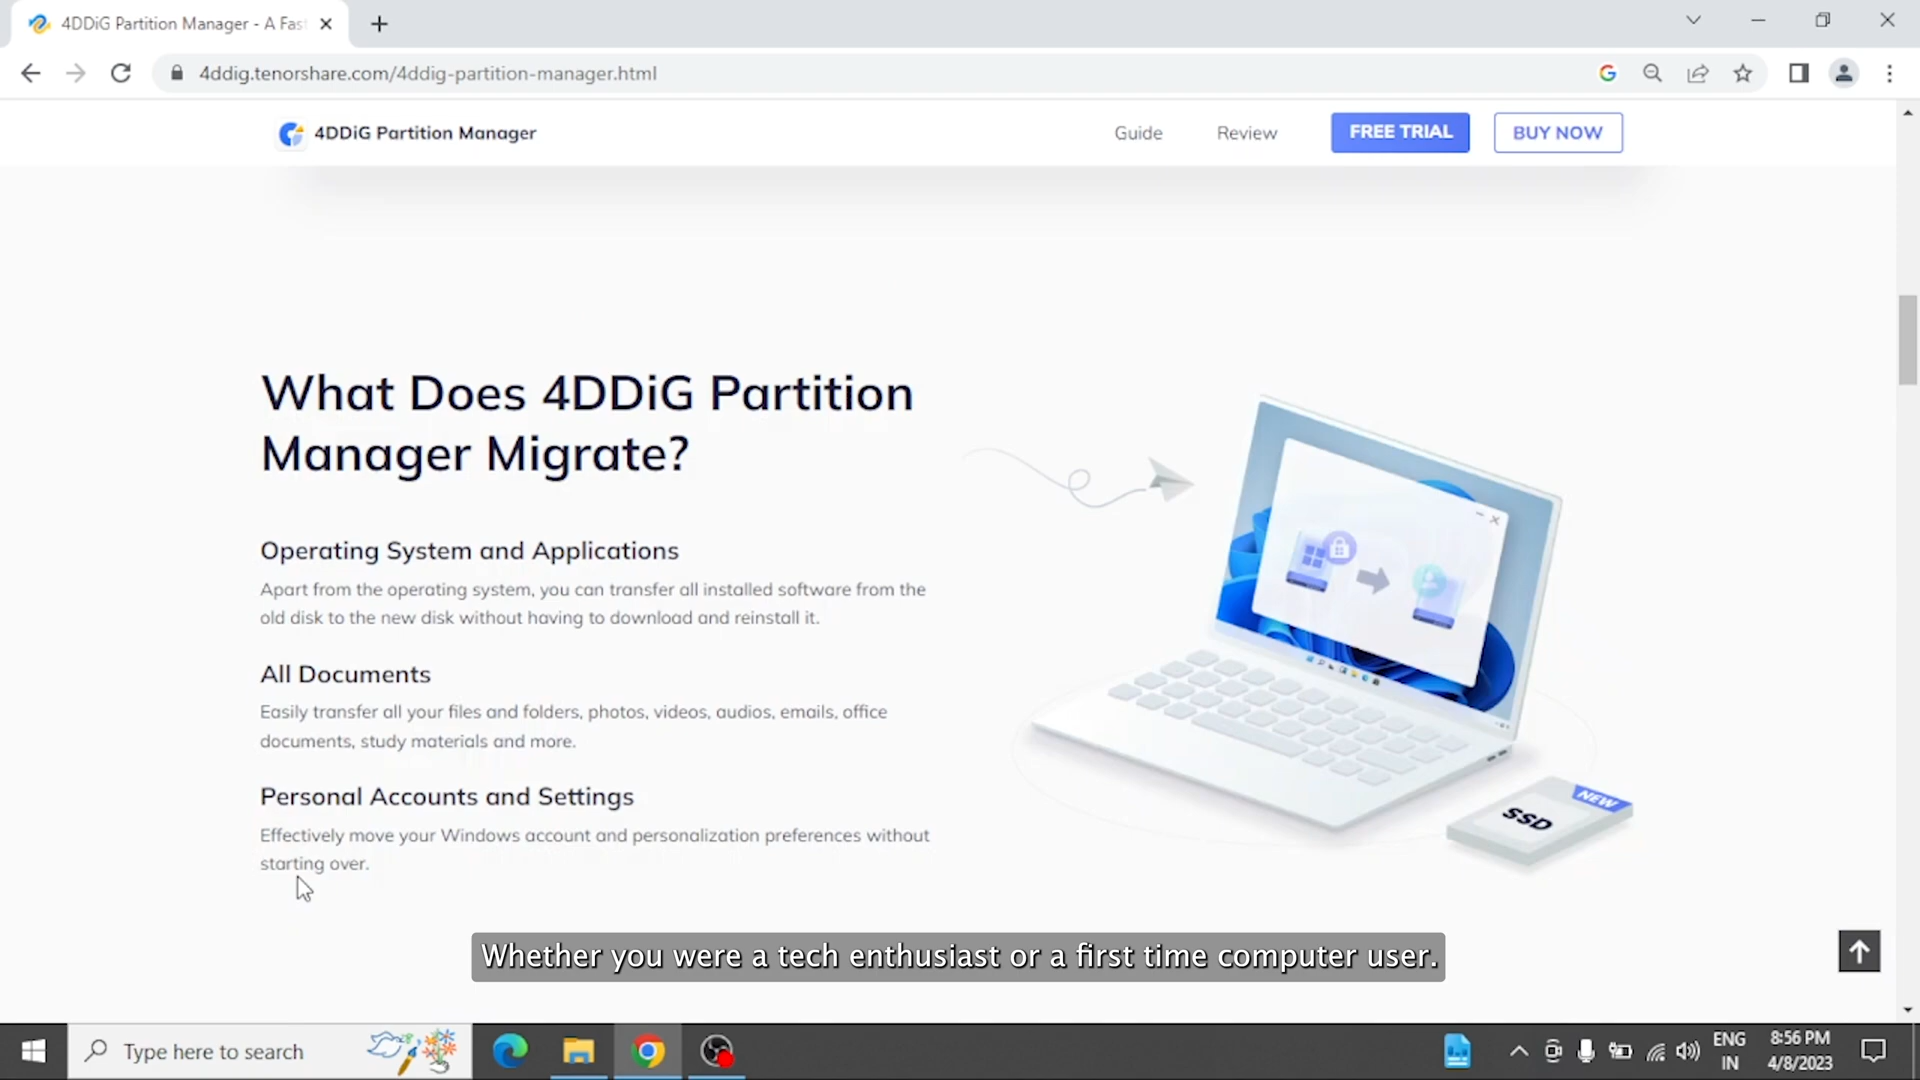 4DDiG Partition Manager - A Fas
4ddig.tenorshare.com/4ddig-partition-manager.html
4DDiG Partition Manager
Guide
Review
FREE TRIAL
BUY NOW
What Does 4DDiG Partition
Manager Migrate?
Operating System and Applications
Apart from the operating system, you can transfer all installed software from the
old disk to the new disk without having to download and reinstall it.
All Documents
Easily transfer all your files and folders, photos, videos, audios, emails, office
documents, study materials and more.
Personal Accounts and Settings
Effectively move your Windows account and personalization preferences without
starting over.
NEW
SSD
Whether you were a tech enthusiast or a first time computer user.
Type here to search
ENG
IN
8:56 PM
4/8/2023